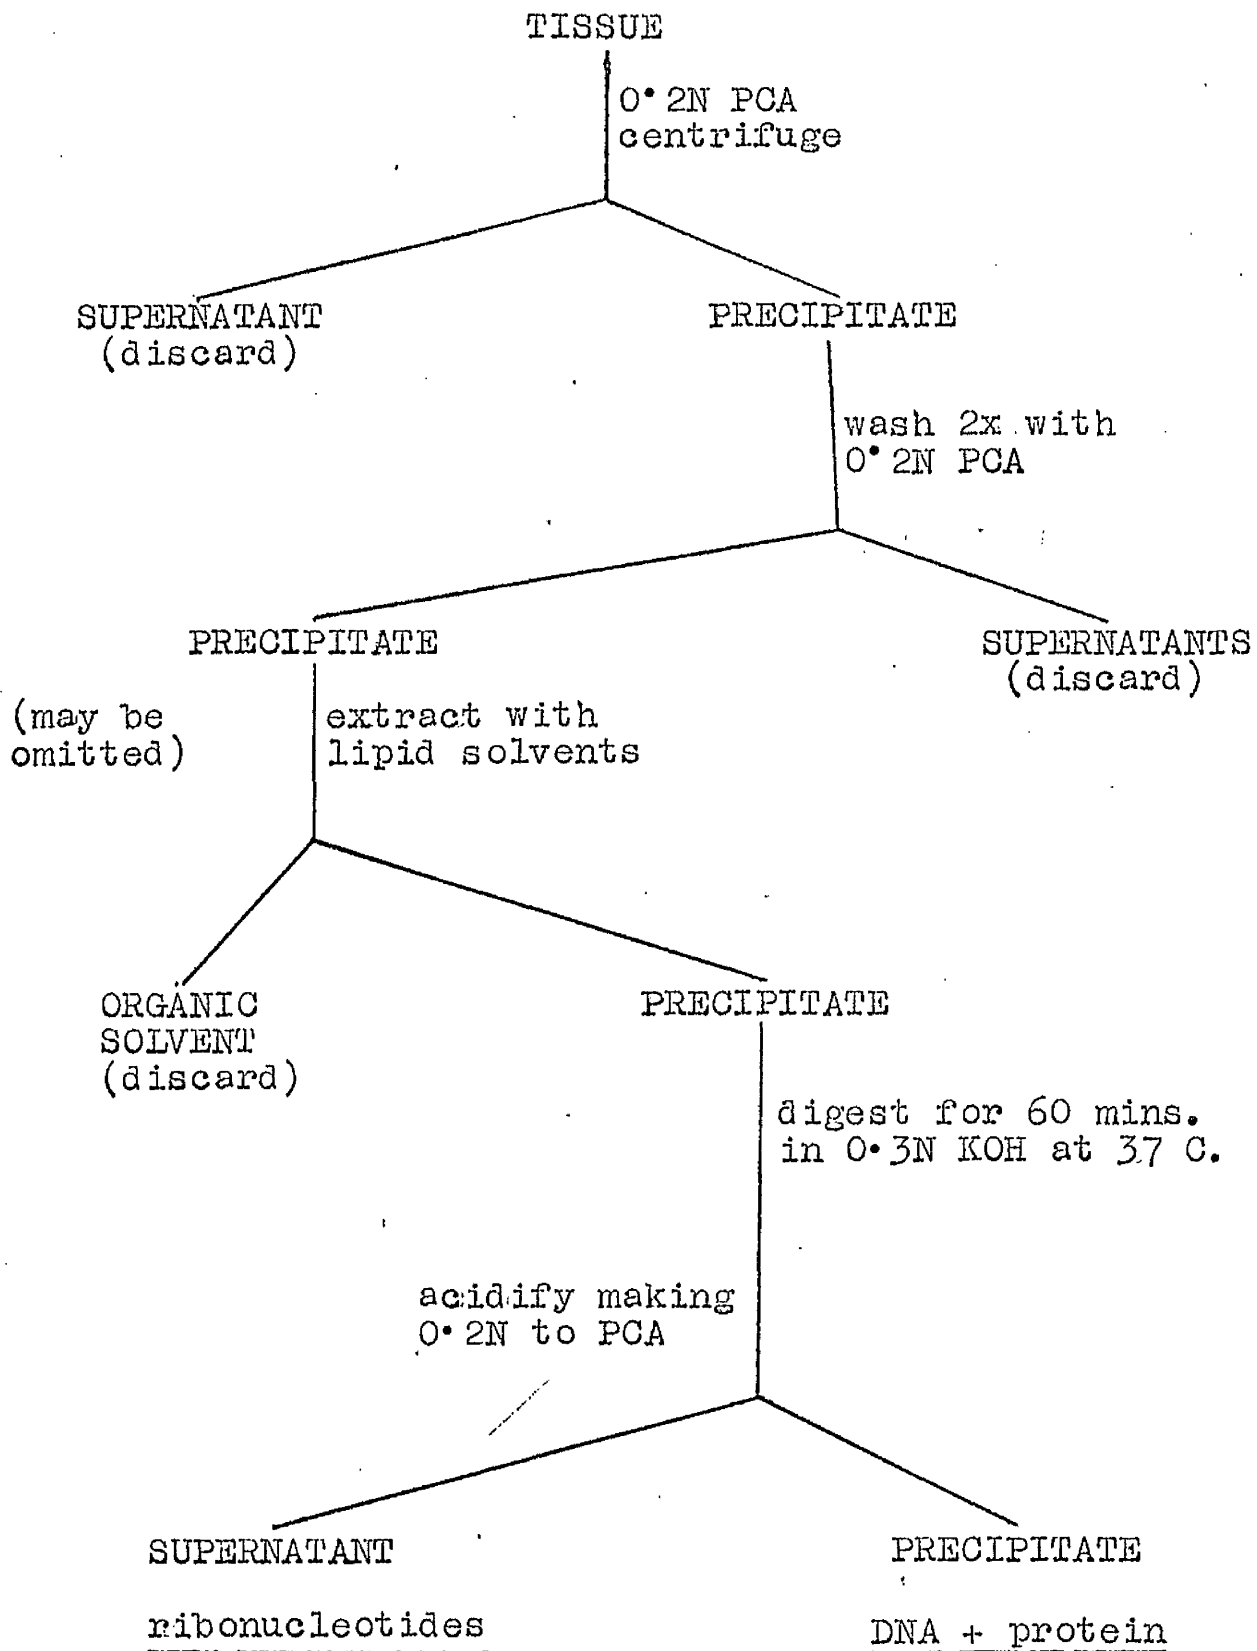 TISSUE
0·2N PCA
centrifuge
SUPERNATANT
(discard)
PRECIPITATE
wash 2x with
0·2N PCA
PRECIPITATE
SUPERNATANTS
(discard)
(may be
omitted)
extract with
lipid solvents
ORGANIC
SOLVENT
(discard)
PRECIPITATE
digest for 60 mins.
in 0·3N KOH at 37 C.
acidify making
0·2N to PCA
SUPERNATANT
PRECIPITATE
ribonucleotides
DNA + protein